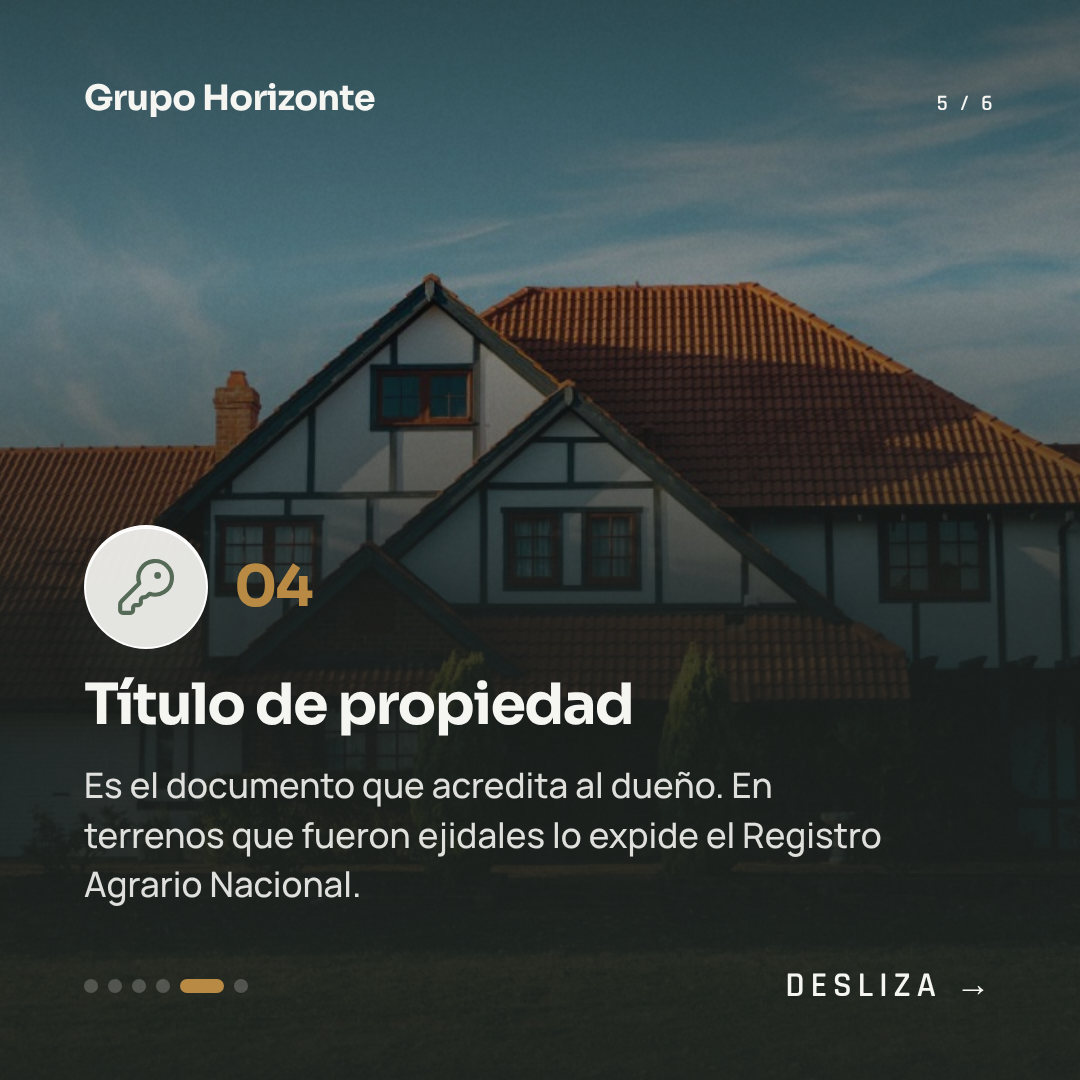 Grupo Horizonte
5 / 6
04
Título de propiedad
Es el documento que acredita al dueño. En
terrenos que fueron ejidales lo expide el Registro
Agrario Nacional.
DESLIZA →